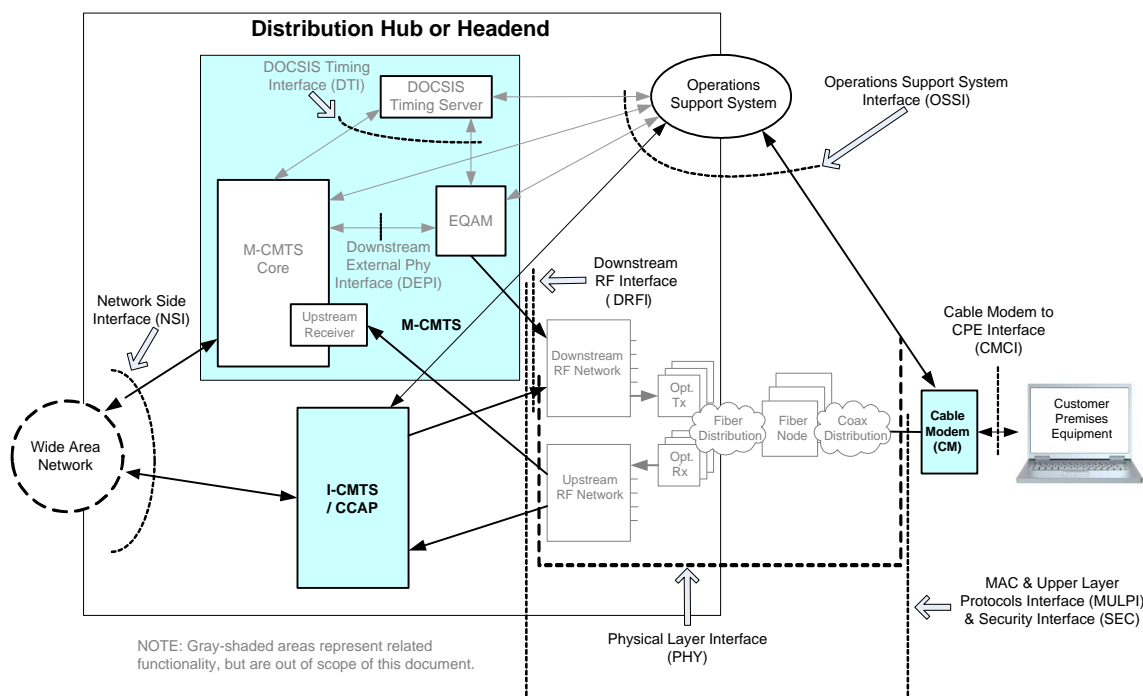 Distribution Hub or Headend
DOCSIS Timing
Interface (DTI)
DOCSIS
Timing Server
Operations
Support System
Operations Support System
Interface (OSSI)
M-CMTS
Core
EQAM
Downstream
External Phy
Interface (DEPI)
Upstream
Receiver
M-CMTS
Downstream
RF Interface
(DRFI)
Network Side
Interface (NSI)
Cable Modem to
CPE Interface
(CMCI)
Downstream
RF Network
Opt.
Tx
Fiber
Distribution
Fiber
Node
Coax
Distribution
Cable
Modem
(CM)
Customer
Premises
Equipment
Wide Area
Network
I-CMTS
/ CCAP
Upstream
RF Network
Opt.
Rx
MAC & Upper Layer
Protocols Interface (MULPI)
& Security Interface (SEC)
Physical Layer Interface
(PHY)
NOTE: Gray-shaded areas represent related
functionality, but are out of scope of this document.